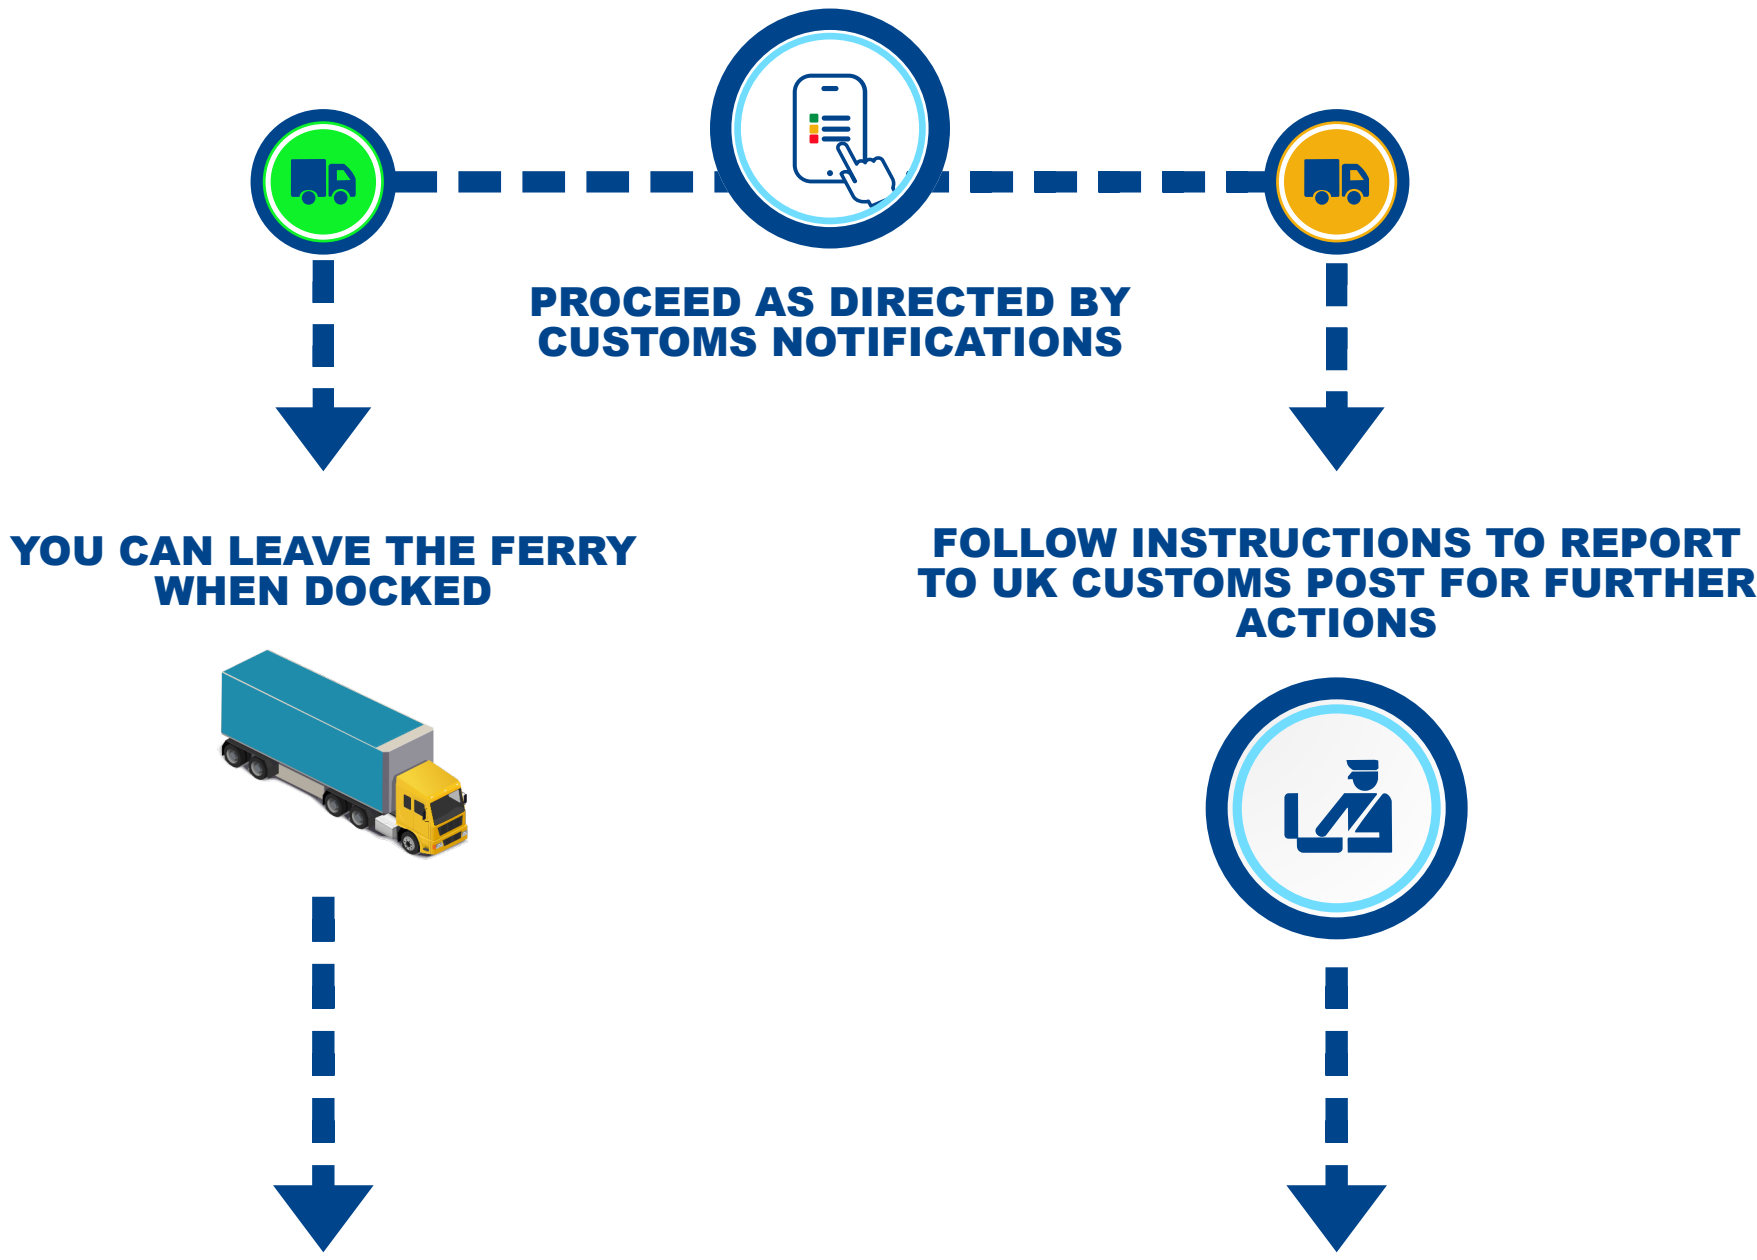 PROCEED AS DIRECTED BY
CUSTOMS NOTIFICATIONS
YOU CAN LEAVE THE FERRY
WHEN DOCKED
FOLLOW INSTRUCTIONS TO REPORT
TO UK CUSTOMS POST FOR FURTHER
ACTIONS